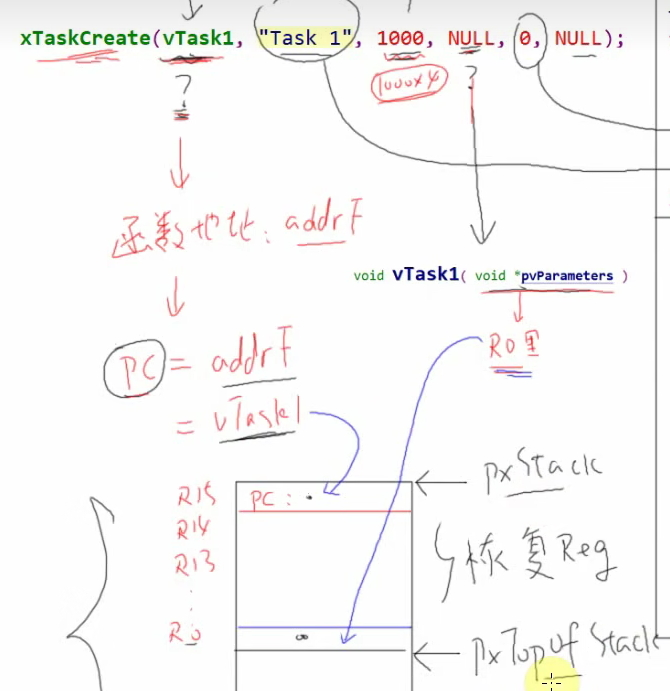 xTaskCreate(vTask1, "Task 1", 1000, NULL, 0, NULL);
?
1000x4
?
函数地址: addrF
void vTask1( void *pvParameters )
PC = addrF
R0里
= vTask1
pxStack
R15
PC:
R14
恢复Reg
R13
R0
pxTopOfStack